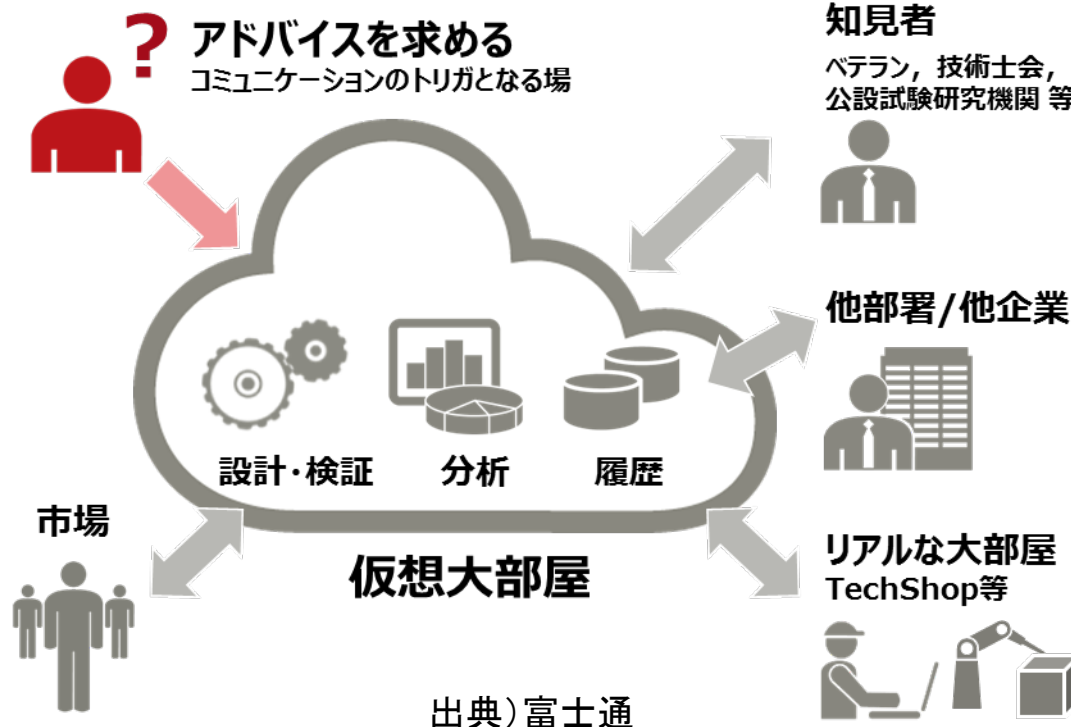 ?
アドバイスを求める
コミュニケーションのトリガとなる場
知見者
ベテラン, 技術士会,
公設試験研究機関 等
他部署/他企業
設計・検証
分析
履歴
市場
仮想大部屋
リアルな大部屋
TechShop等
出典)富士通